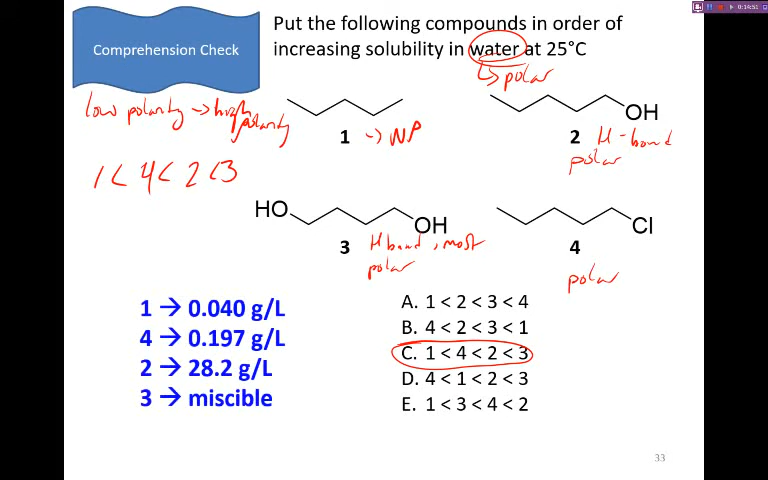 0:14:51
Comprehension Check
Put the following compounds in order of
increasing solubility in water at 25°C
↳ polar
low polarity → high polarity
1 < 4 < 2 < 3
1 → NP
OH
2 H-bond
polar
HO
OH
3 H bond, most
polar
Cl
4
polar
1 → 0.040 g/L
4 → 0.197 g/L
2 → 28.2 g/L
3 → miscible
A. 1 < 2 < 3 < 4
B. 4 < 2 < 3 < 1
C. 1 < 4 < 2 < 3
D. 4 < 1 < 2 < 3
E. 1 < 3 < 4 < 2
33